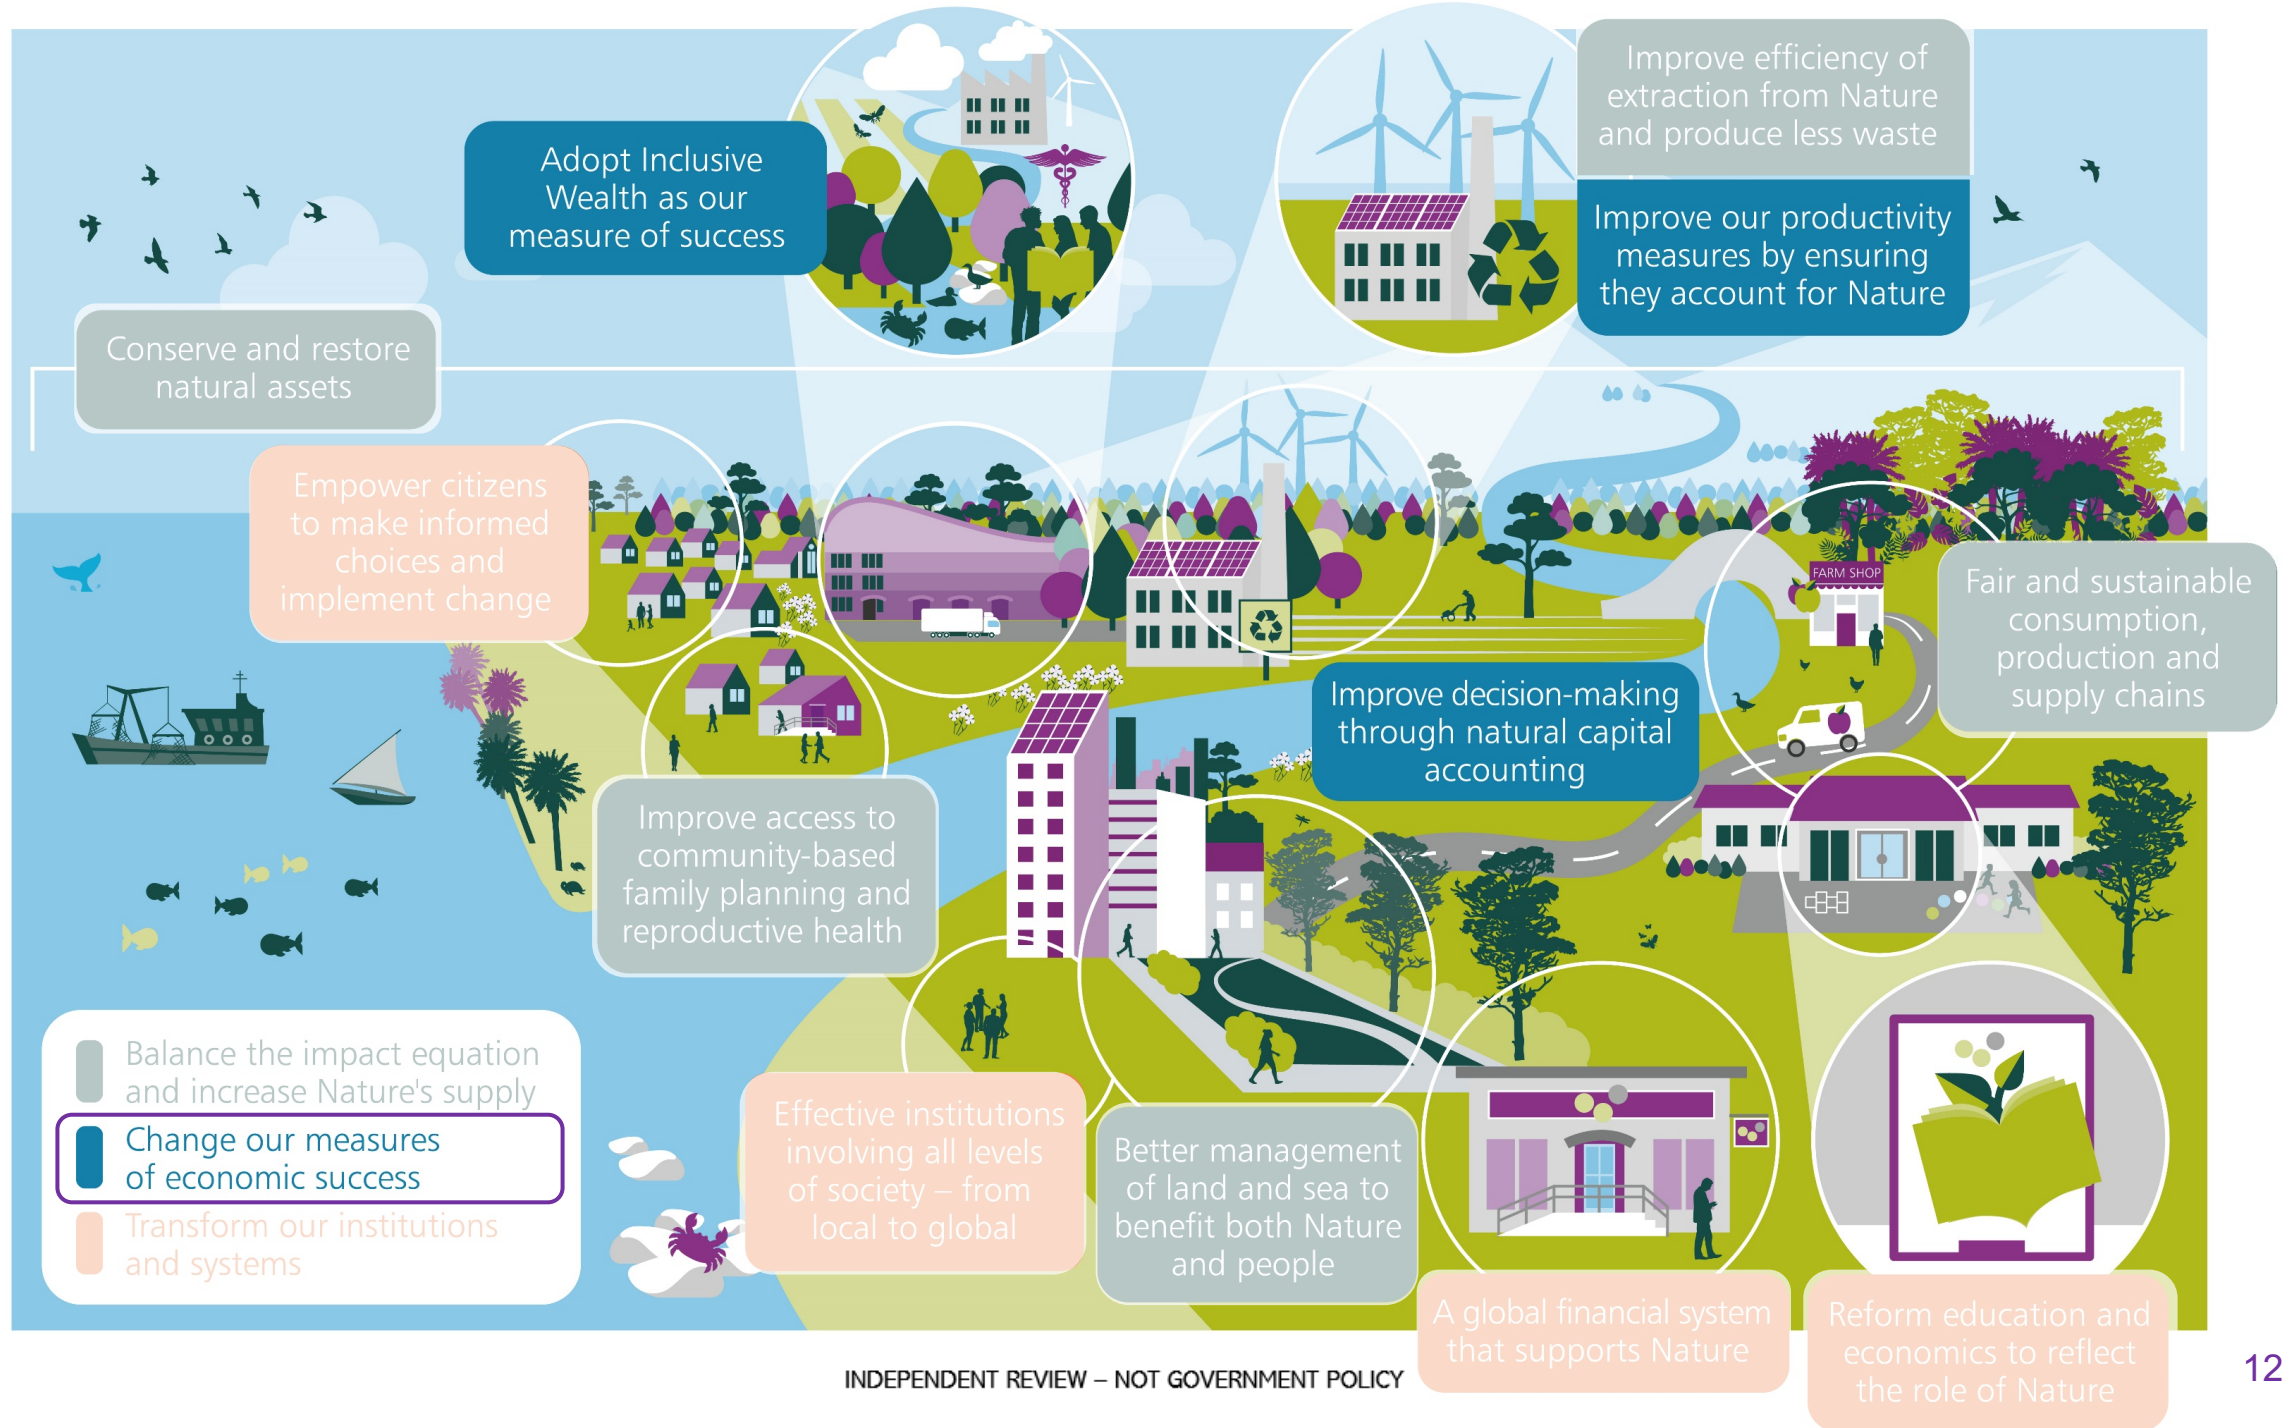 Improve efficiency of
extraction from Nature
and produce less waste
Adopt Inclusive
Wealth as our
measure of success
Improve our productivity
measures by ensuring
they account for Nature
Conserve and restore
natural assets
Empower citizens
to make informed
choices and
implement change
FARM SHOP
Fair and sustainable
consumption,
production and
supply chains
Improve decision-making
through natural capital
accounting
Improve access to
community-based
family planning and
reproductive health
Balance the impact equation
and increase Nature's supply
Change our measures
of economic success
Transform our institutions
and systems
Effective institutions
involving all levels
of society – from
local to global
Better management
of land and sea to
benefit both Nature
and people
A global financial system
that supports Nature
Reform education and
economics to reflect
the role of Nature
INDEPENDENT REVIEW – NOT GOVERNMENT POLICY
12